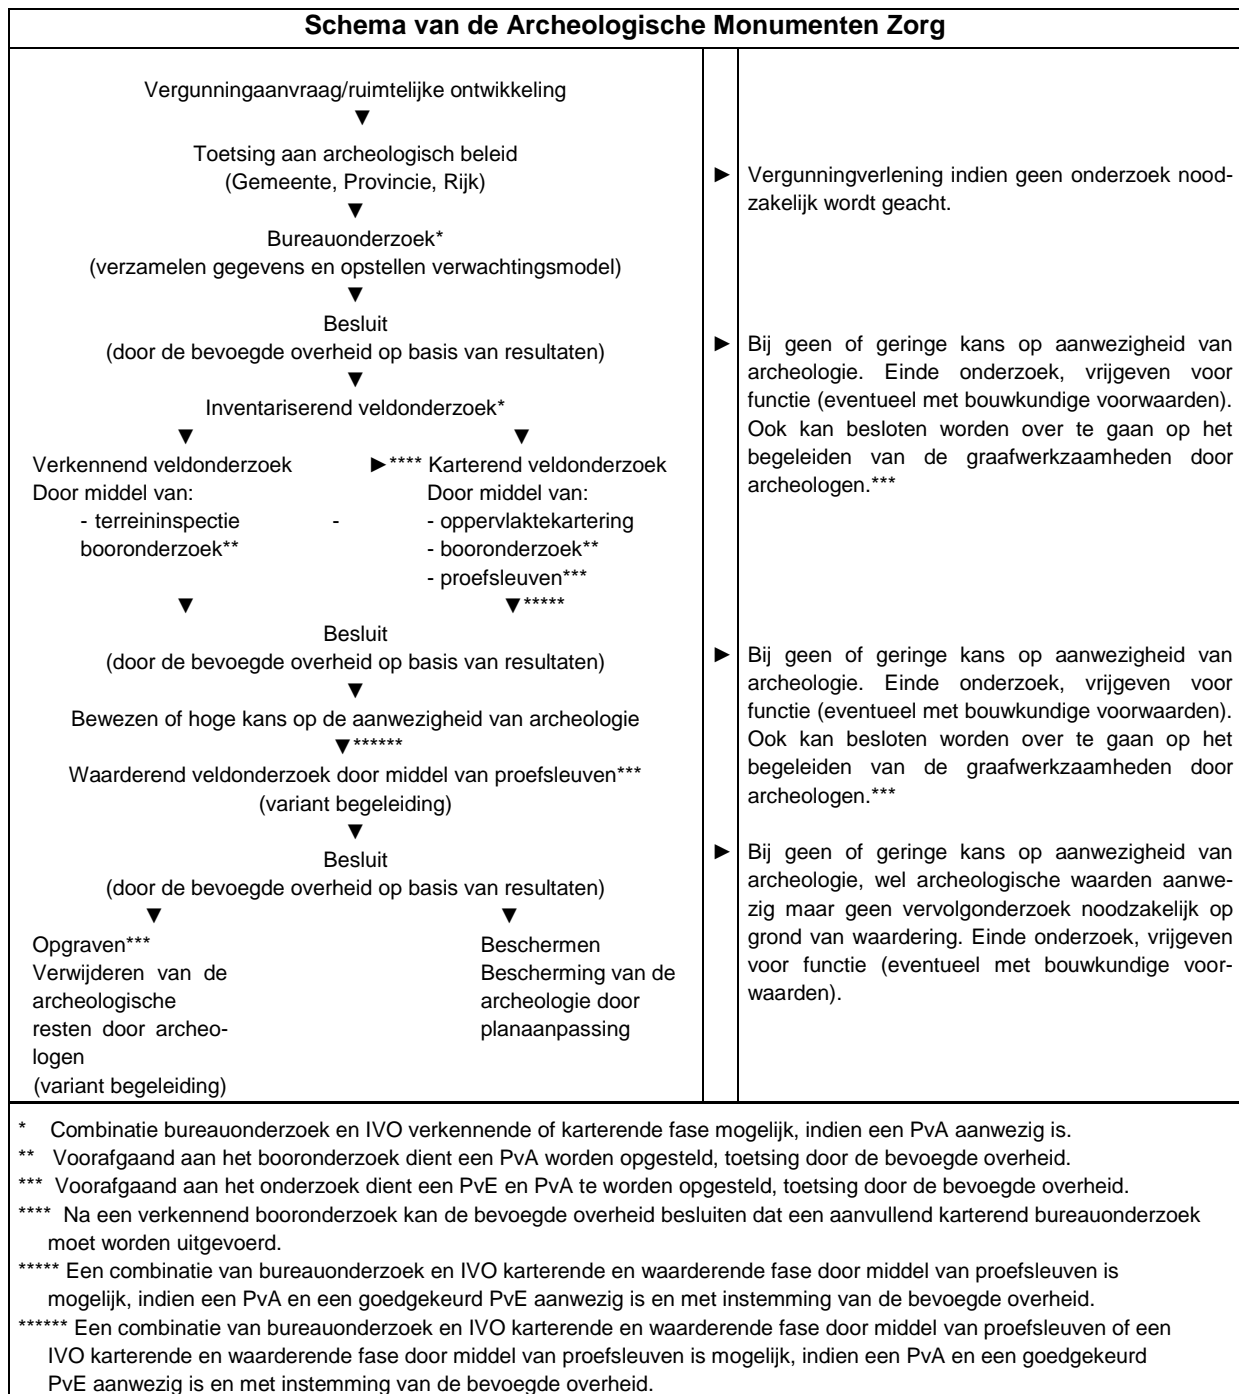 Schema van de Archeologische Monumenten Zorg
Vergunningaanvraag/ruimtelijke ontwikkeling
▼
Toetsing aan archeologisch beleid
(Gemeente, Provincie, Rijk)
▼
Bureauonderzoek*
(verzamelen gegevens en opstellen verwachtingsmodel)
▼
Besluit
(door de bevoegde overheid op basis van resultaten)
▼
Inventariserend veldonderzoek*
▼ ▼
Verkennend veldonderzoek ►**** Karterend veldonderzoek
Door middel van: Door middel van:
- terreininspectie - - oppervlaktekartering
booronderzoek** - booronderzoek**
- proefsleuven***
▼ ▼*****
Besluit
(door de bevoegde overheid op basis van resultaten)
▼
Bewezen of hoge kans op de aanwezigheid van archeologie
▼******
Waarderend veldonderzoek door middel van proefsleuven***
(variant begeleiding)
▼
Besluit
(door de bevoegde overheid op basis van resultaten)
▼ ▼
Opgraven*** Beschermen
Verwijderen van de Bescherming van de
archeologische archeologie door
resten door archeo- planaanpassing
logen
(variant begeleiding)
► Vergunningverlening indien geen onderzoek nood-
zakelijk wordt geacht.
► Bij geen of geringe kans op aanwezigheid van
archeologie. Einde onderzoek, vrijgeven voor
functie (eventueel met bouwkundige voorwaarden).
Ook kan besloten worden over te gaan op het
begeleiden van de graafwerkzaamheden door
archeologen.***
► Bij geen of geringe kans op aanwezigheid van
archeologie. Einde onderzoek, vrijgeven voor
functie (eventueel met bouwkundige voorwaarden).
Ook kan besloten worden over te gaan op het
begeleiden van de graafwerkzaamheden door
archeologen.***
► Bij geen of geringe kans op aanwezigheid van
archeologie, wel archeologische waarden aanwe-
zig maar geen vervolgonderzoek noodzakelijk op
grond van waardering. Einde onderzoek, vrijgeven
voor functie (eventueel met bouwkundige voor-
waarden).
* Combinatie bureauonderzoek en IVO verkennende of karterende fase mogelijk, indien een PvA aanwezig is.
** Voorafgaand aan het booronderzoek dient een PvA worden opgesteld, toetsing door de bevoegde overheid.
*** Voorafgaand aan het onderzoek dient een PvE en PvA te worden opgesteld, toetsing door de bevoegde overheid.
**** Na een verkennend booronderzoek kan de bevoegde overheid besluiten dat een aanvullend karterend bureauonderzoek
moet worden uitgevoerd.
***** Een combinatie van bureauonderzoek en IVO karterende en waarderende fase door middel van proefsleuven is
mogelijk, indien een PvA en een goedgekeurd PvE aanwezig is en met instemming van de bevoegde overheid.
****** Een combinatie van bureauonderzoek en IVO karterende en waarderende fase door middel van proefsleuven of een
IVO karterende en waarderende fase door middel van proefsleuven is mogelijk, indien een PvA en een goedgekeurd
PvE aanwezig is en met instemming van de bevoegde overheid.